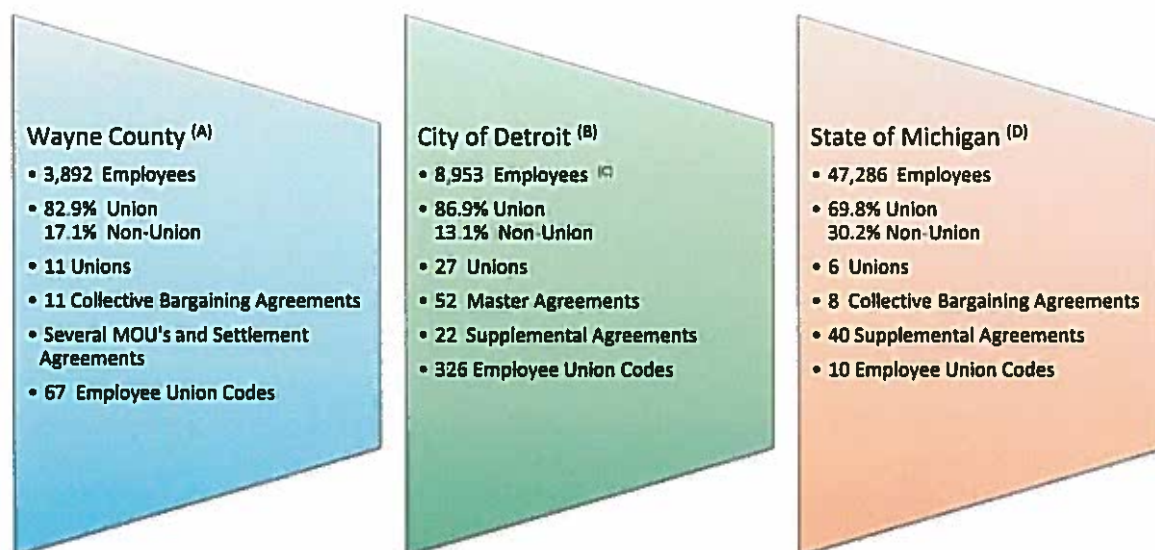 Wayne County (A)
• 3,892 Employees
• 82.9% Union
17.1% Non-Union
• 11 Unions
• 11 Collective Bargaining Agreements
• Several MOU's and Settlement
Agreements
• 67 Employee Union Codes
City of Detroit (B)
• 8,953 Employees (C)
• 86.9% Union
13.1% Non-Union
• 27 Unions
• 52 Master Agreements
• 22 Supplemental Agreements
• 326 Employee Union Codes
State of Michigan (D)
• 47,286 Employees
• 69.8% Union
30.2% Non-Union
• 6 Unions
• 8 Collective Bargaining Agreements
• 40 Supplemental Agreements
• 10 Employee Union Codes